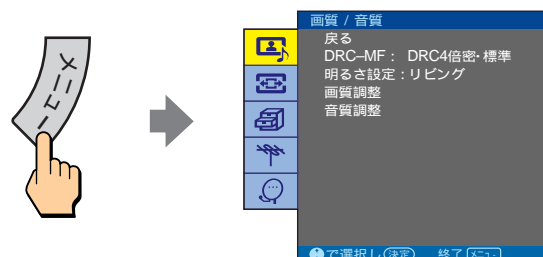 メニュー
画質 / 音質
戻る
DRC–MF： DRC4倍密・標準
明るさ設定：リビング
画質調整
音質調整
で選択し 決定 終了 メニュー